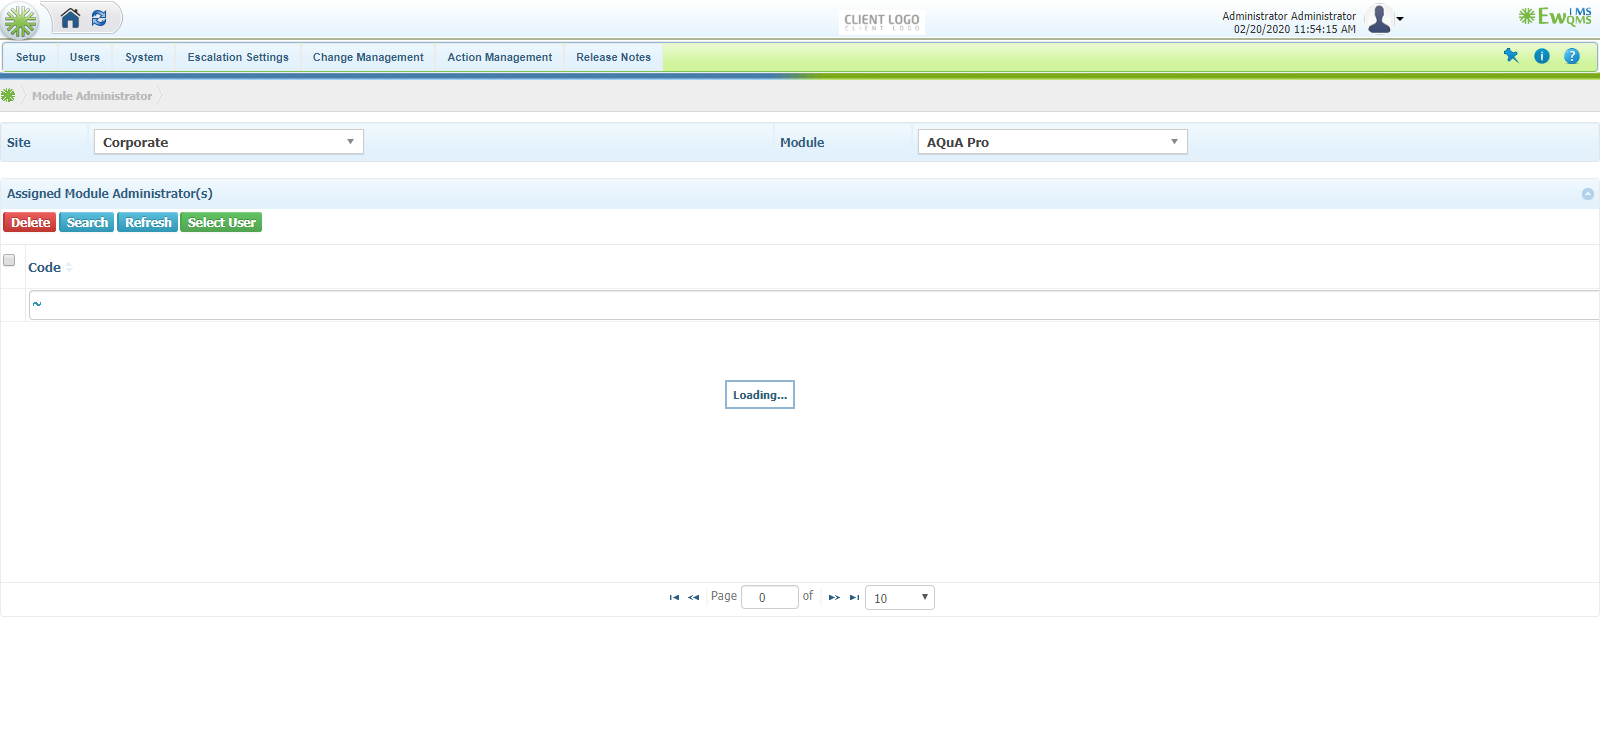 CLIENT LOGO
CLIENT LOGO
Administrator Administrator
02/20/2020 11:54:15 AM
EwQMS
IMS
Setup Users System Escalation Settings Change Management Action Management Release Notes
Module Administrator
Site Corporate Module AQuA Pro
Assigned Module Administrator(s)
Delete Search Refresh Select User
Code
~
Loading...
Page 0 of 10